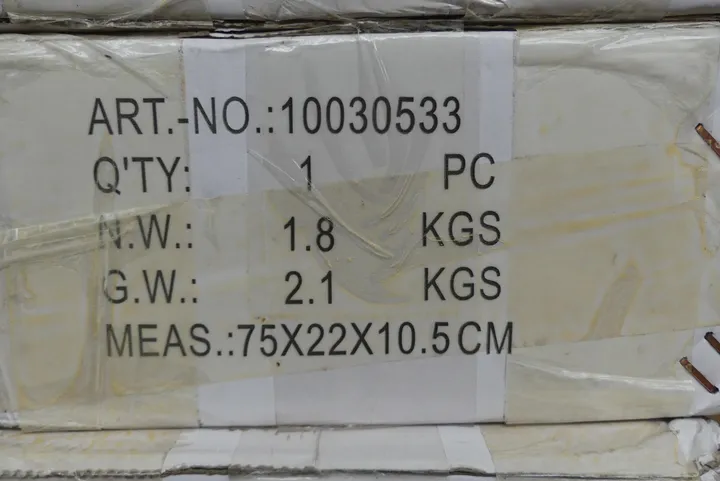 ART.-NO.:10030533
Q'TY: 1 PC
N.W.: 1.8 KGS
G.W.: 2.1 KGS
MEAS.:75X22X10.5CM